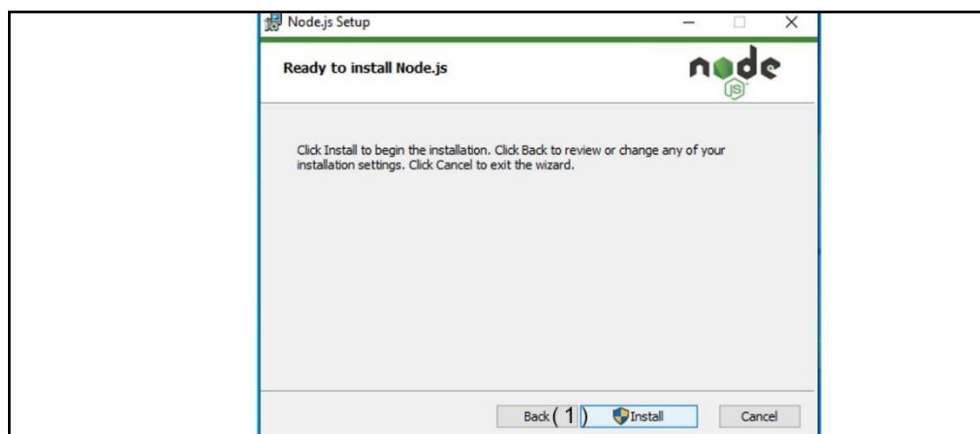 Node.js Setup
Ready to install Node.js
node
JS
Click Install to begin the installation. Click Back to review or change any of your
installation settings. Click Cancel to exit the wizard.
Back ( 1 ) Install Cancel